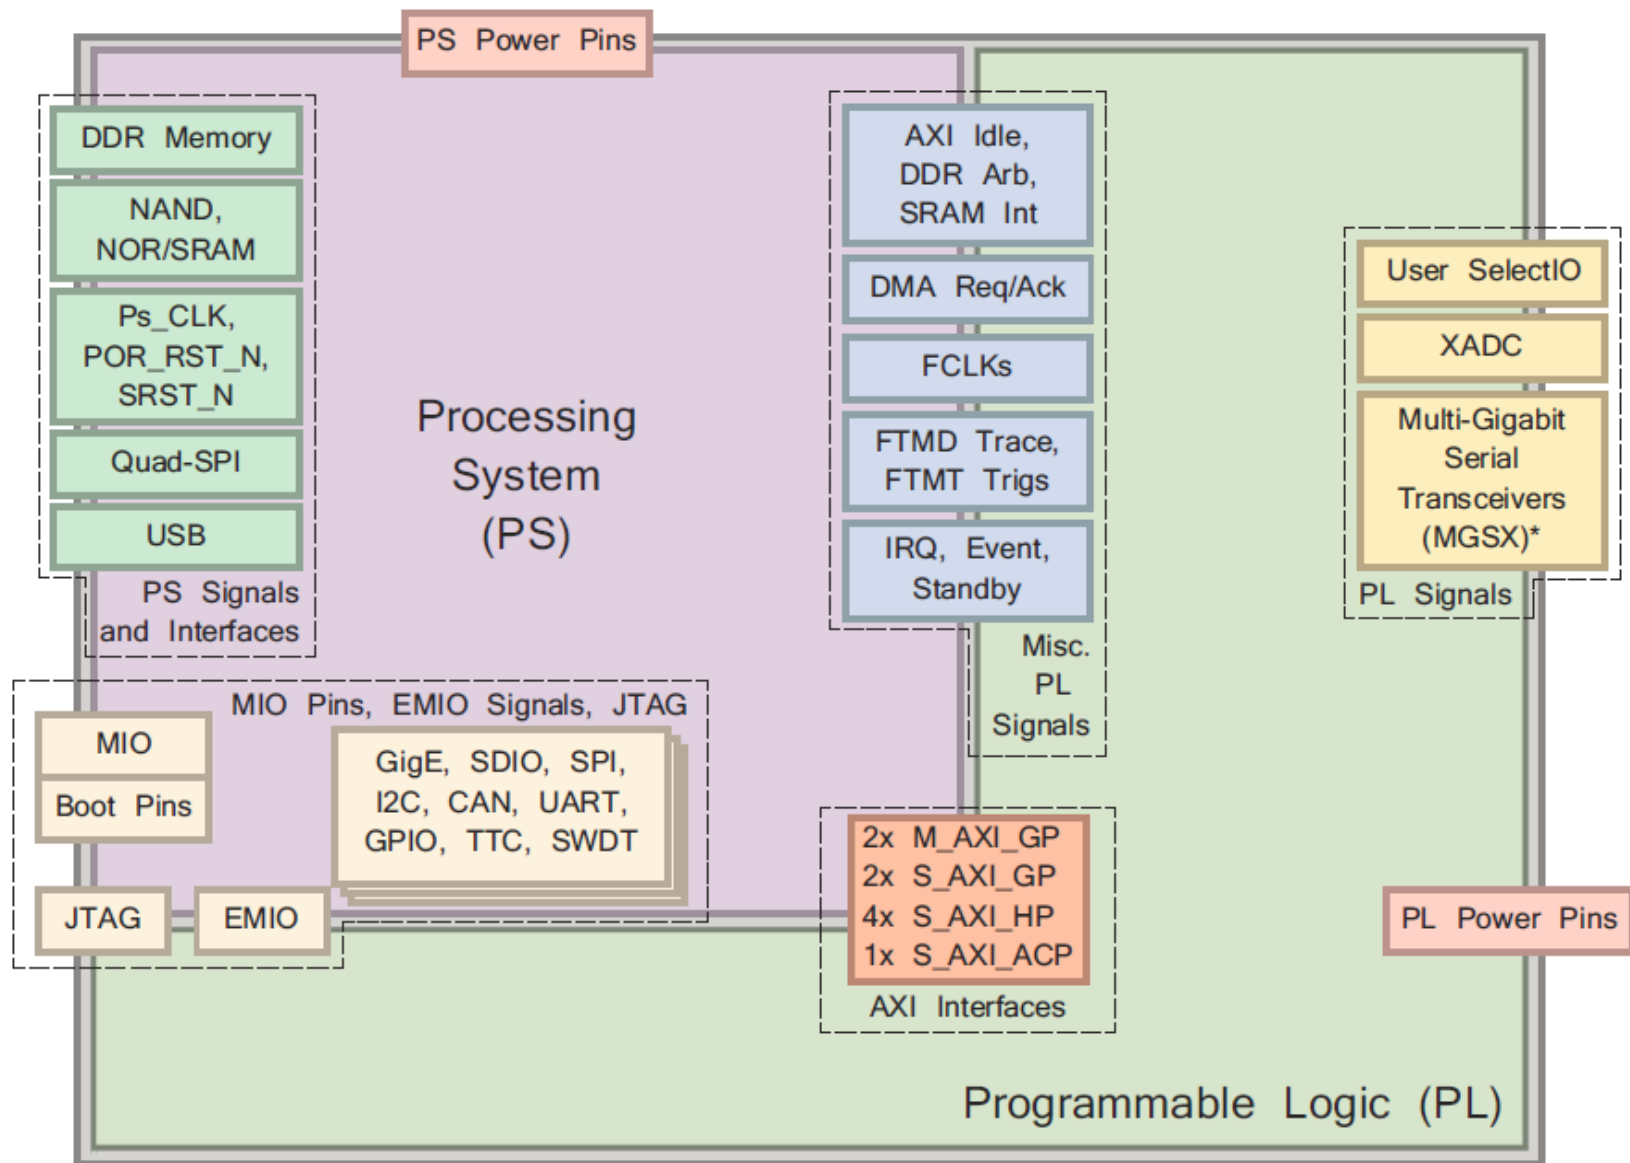 PS Power Pins
DDR Memory
NAND,
NOR/SRAM
Ps_CLK,
POR_RST_N,
SRST_N
Quad-SPI
USB
PS Signals
and Interfaces
Processing
System
(PS)
AXI Idle,
DDR Arb,
SRAM Int
DMA Req/Ack
FCLKs
FTMD Trace,
FTMT Trigs
IRQ, Event,
Standby
Misc.
PL
Signals
User SelectIO
XADC
Multi-Gigabit
Serial
Transceivers
(MGSX)*
PL Signals
MIO Pins, EMIO Signals, JTAG
MIO
Boot Pins
GigE, SDIO, SPI,
I2C, CAN, UART,
GPIO, TTC, SWDT
JTAG
EMIO
2x M_AXI_GP
2x S_AXI_GP
4x S_AXI_HP
1x S_AXI_ACP
AXI Interfaces
PL Power Pins
Programmable Logic (PL)